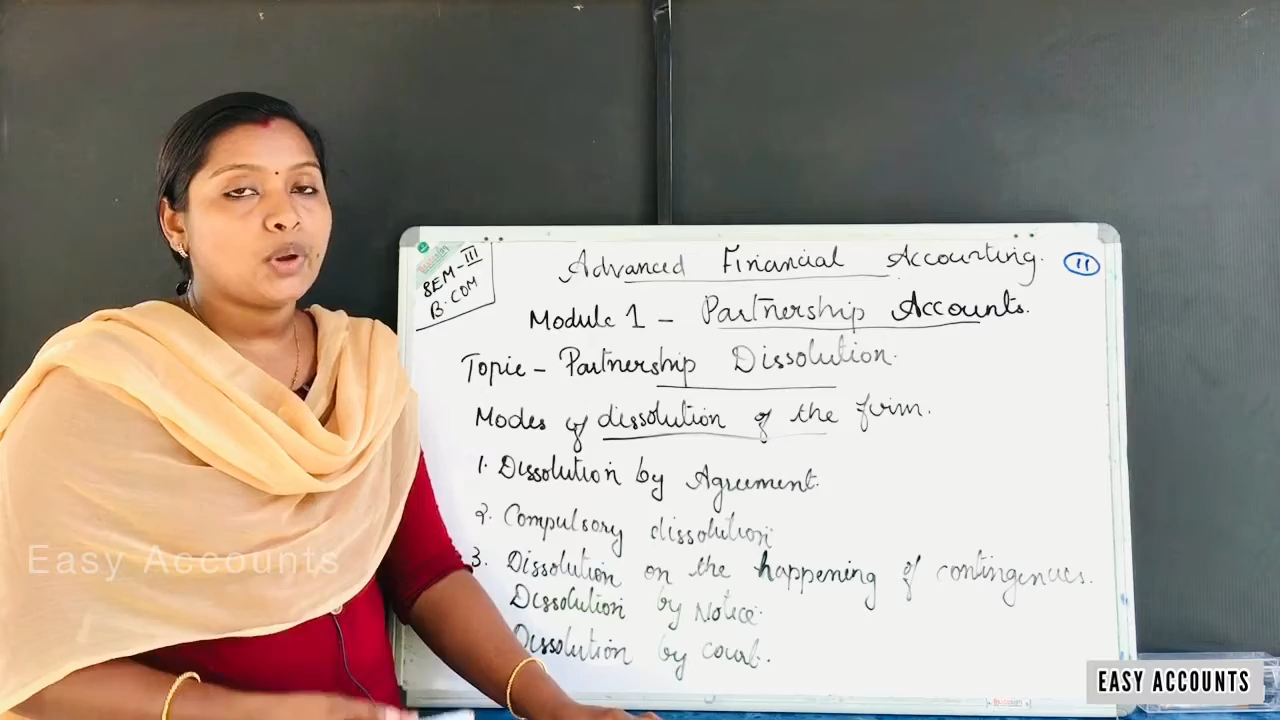 SEM-III
B.COM
Advanced Financial Accounting.
11
Module 1 - Partnership Accounts.
Topic - Partnership Dissolution.
Modes of dissolution of the firm.
1. Dissolution by Agreement.
2. Compulsory dissolution
3. Dissolution on the happening of contingencies.
Dissolution by Notice.
Dissolution by court.
Easy Accounts
EASY ACCOUNTS